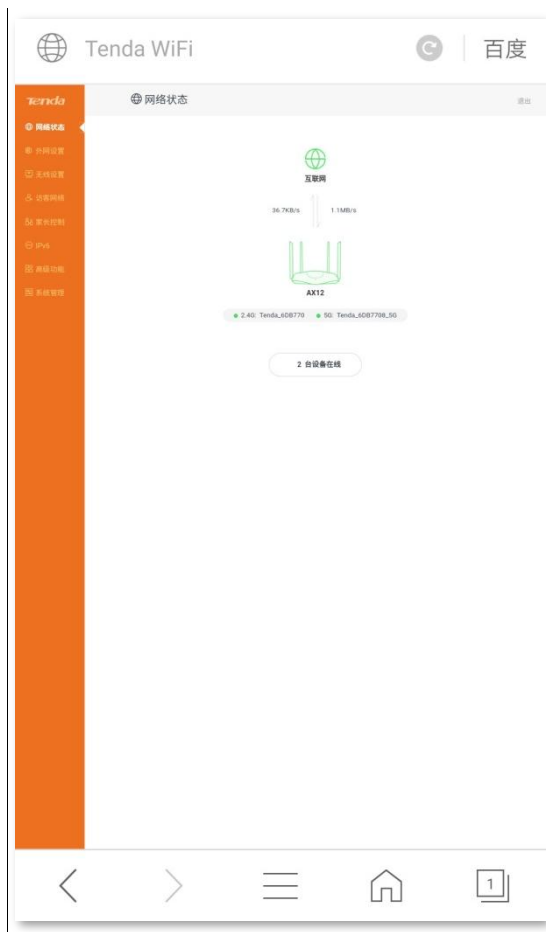 Tenda WiFi
百度
Tenda
网络状态
退出
网络状态
外网设置
无线设置
访客网络
家长控制
IPv6
高级功能
系统管理
互联网
36.7KB/s 1.1MB/s
AX12
2.4G: Tenda_6DB770 5G: Tenda_6DB7708_5G
2 台设备在线
1